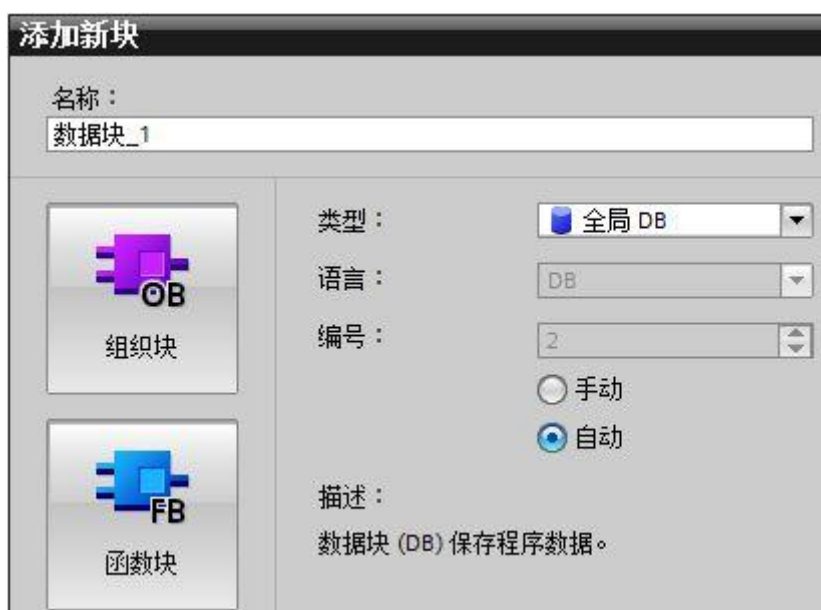 添加新块
名称：
数据块_1
类型：
全局 DB
语言：
DB
编号：
2
手动
自动
描述：
数据块 (DB) 保存程序数据。
OB
组织块
FB
函数块